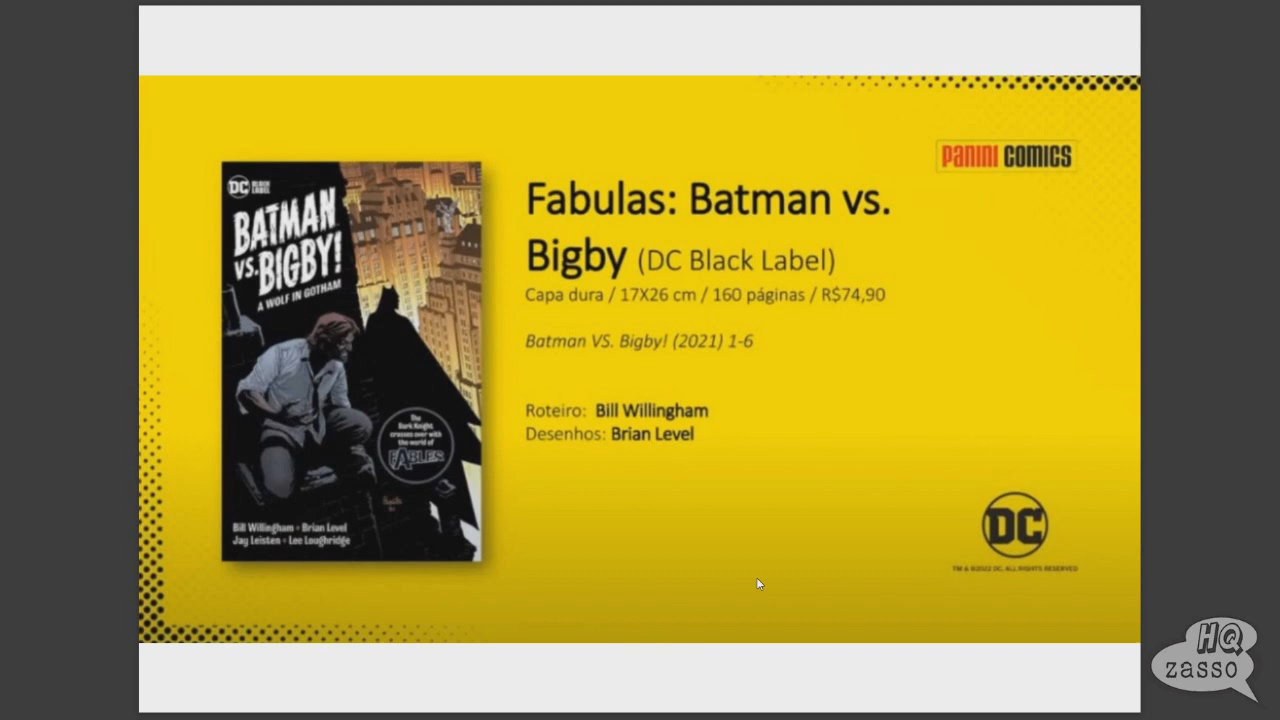 PANINI COMICS
DC BLACK
LABEL
BATMAN
VS. BIGBY!
A WOLF IN GOTHAM
The
Dark Knight
crosses over with
the world of
FABLES
Bill Willingham • Brian Level
Jay Leisten • Lee Loughridge
Fabulas: Batman vs.
Bigby (DC Black Label)
Capa dura / 17X26 cm / 160 páginas / R$74,90
Batman VS. Bigby! (2021) 1-6
Roteiro: Bill Willingham
Desenhos: Brian Level
DC
TM & ©2022 DC, ALL RIGHTS RESERVED
HQ
zasso